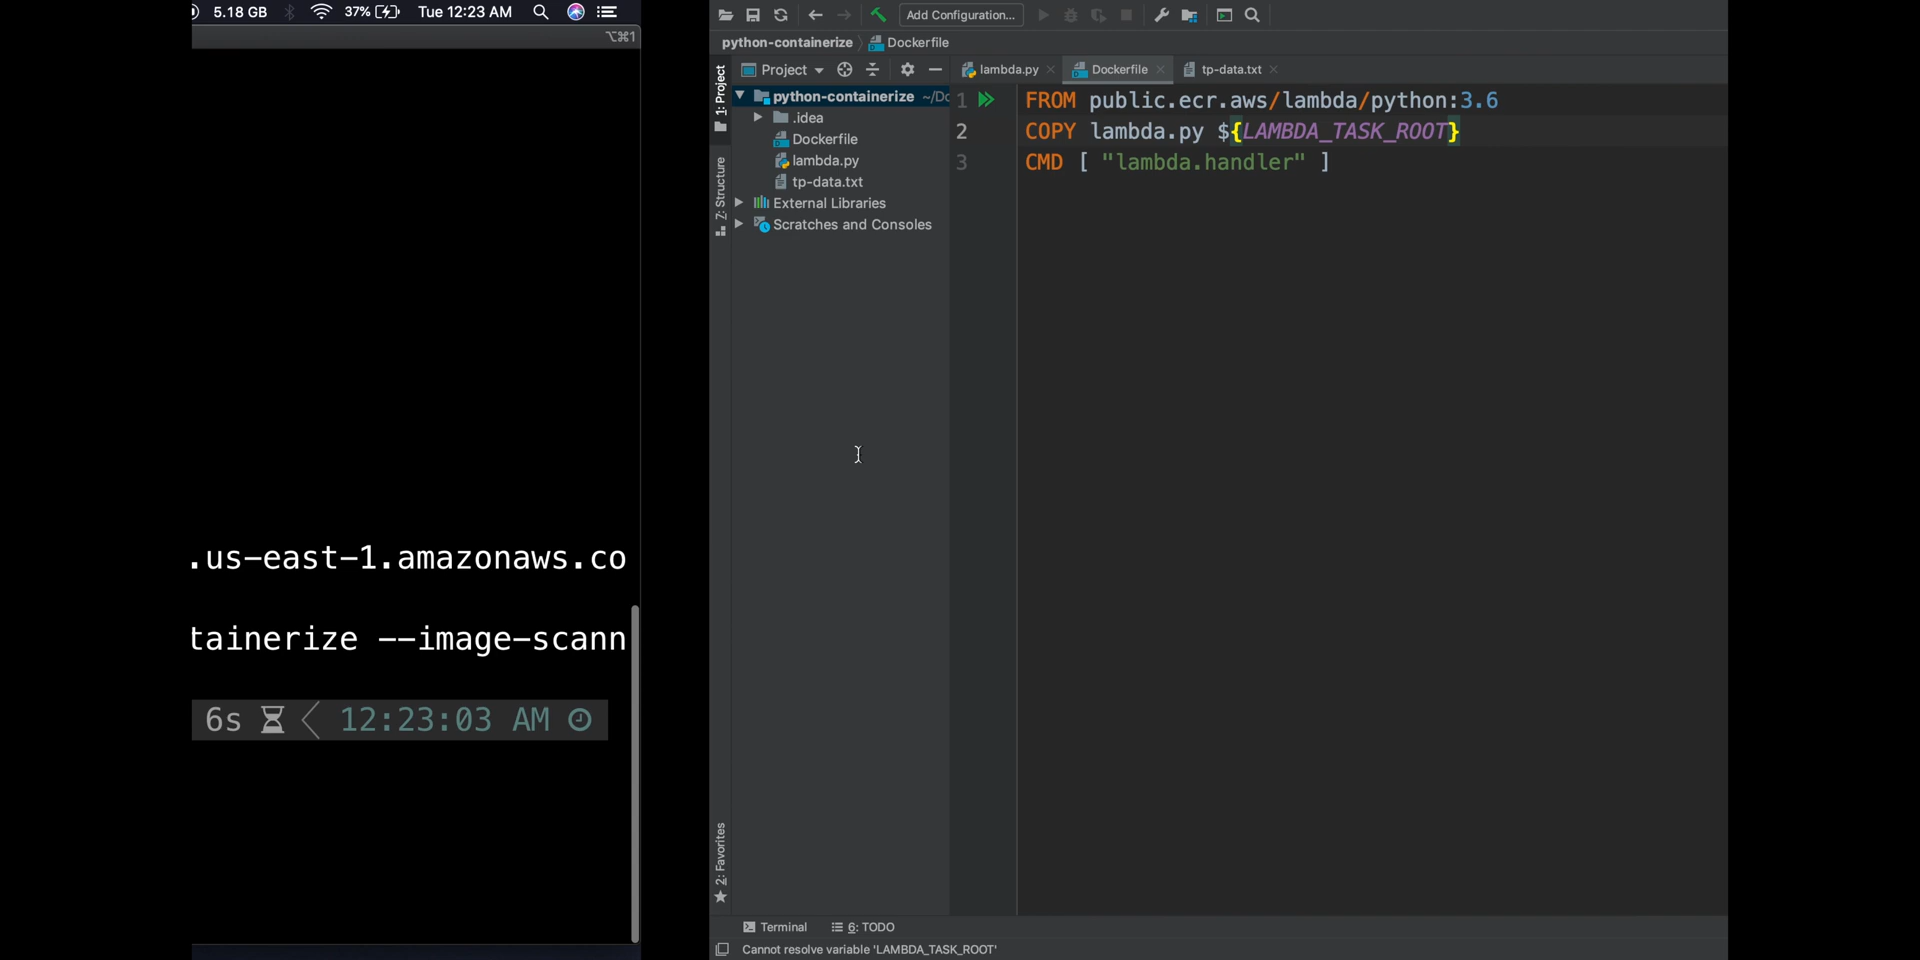 5.18 GB 37% Tue 12:23 AM
⌥⌘1
.us-east-1.amazonaws.co
tainerize --image-scann
6s 12:23:03 AM
Add Configuration...
python-containerize Dockerfile
1: Project
Project
lambda.py
Dockerfile
tp-data.txt
python-containerize ~/Do
.idea
Dockerfile
lambda.py
tp-data.txt
External Libraries
Scratches and Consoles
7: Structure
1 FROM public.ecr.aws/lambda/python:3.6
2 COPY lambda.py ${LAMBDA_TASK_ROOT}
3 CMD [ "lambda.handler" ]
2: Favorites
Terminal
6: TODO
Cannot resolve variable 'LAMBDA_TASK_ROOT'